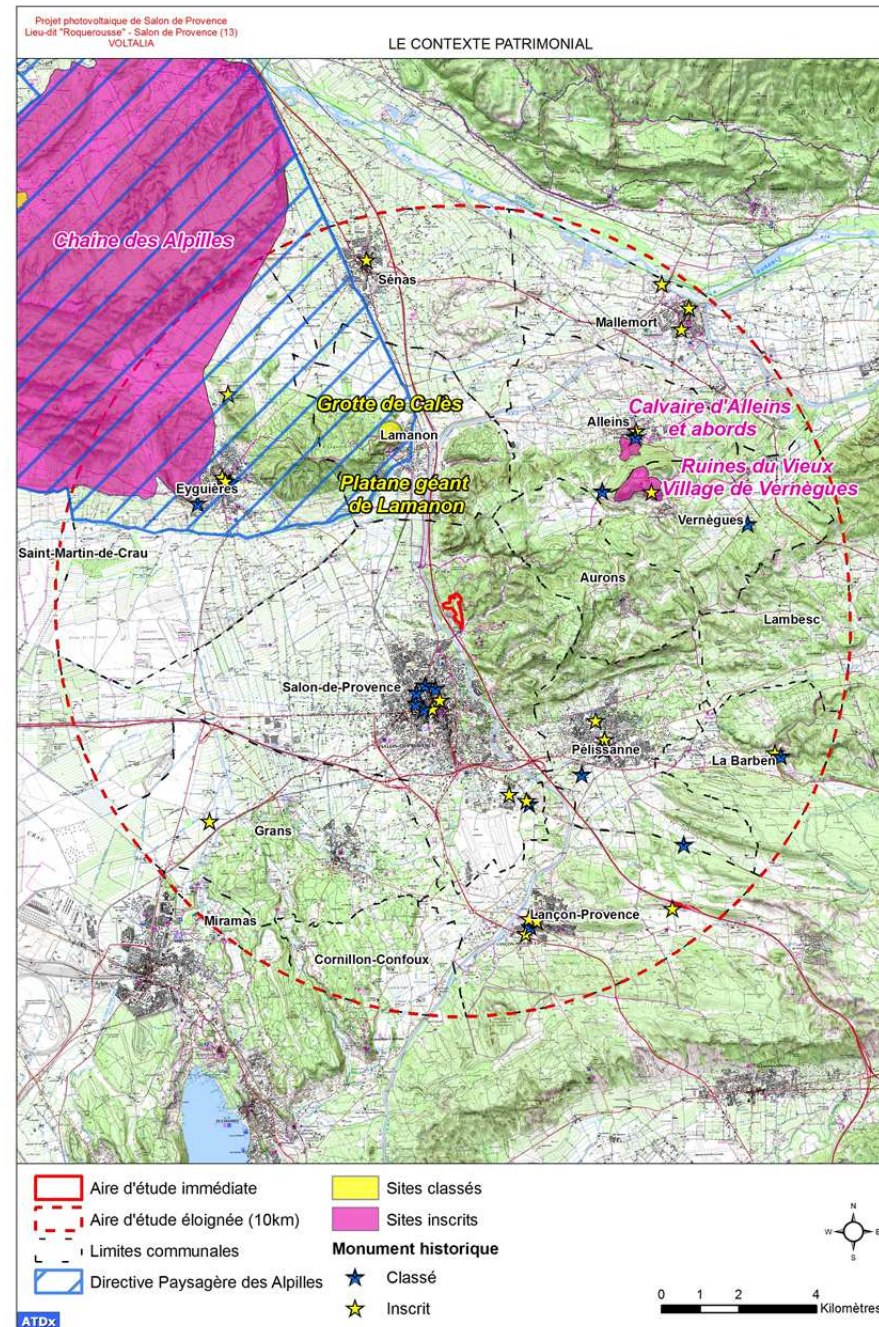 Projet photovoltaique de Salon de Provence
Lieu-dit "Roquerousse" - Salon de Provence (13)
VOLTALIA
LE CONTEXTE PATRIMONIAL
Chaine des Alpilles
Sénas
Mallemort
Grotte de Calès
Lamanon
Alleins
Calvaire d'Alleins
et abords
Ruines du Vieux
Village de Vernègues
Platane géant
de Lamanon
Eyguières
Vernègues
Saint-Martin-de-Crau
Aurons
Lambesc
Salon-de-Provence
Pélissanne
La Barben
Grans
Miramas
Lançon-Provence
Cornillon-Confoux
Aire d'étude immédiate
Aire d'étude éloignée (10km)
Limites communales
Directive Paysagère des Alpilles
Sites classés
Sites inscrits
Monument historique
Classé
Inscrit
N
W E
S
0 1 2 4
Kilomètres
ATDx